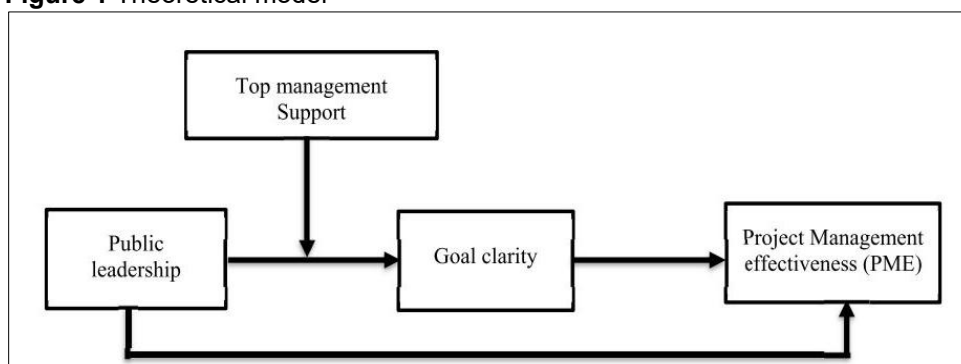 Figure 1 Theoretical model
Top management
Support
Public
leadership
Goal clarity
Project Management
effectiveness (PME)